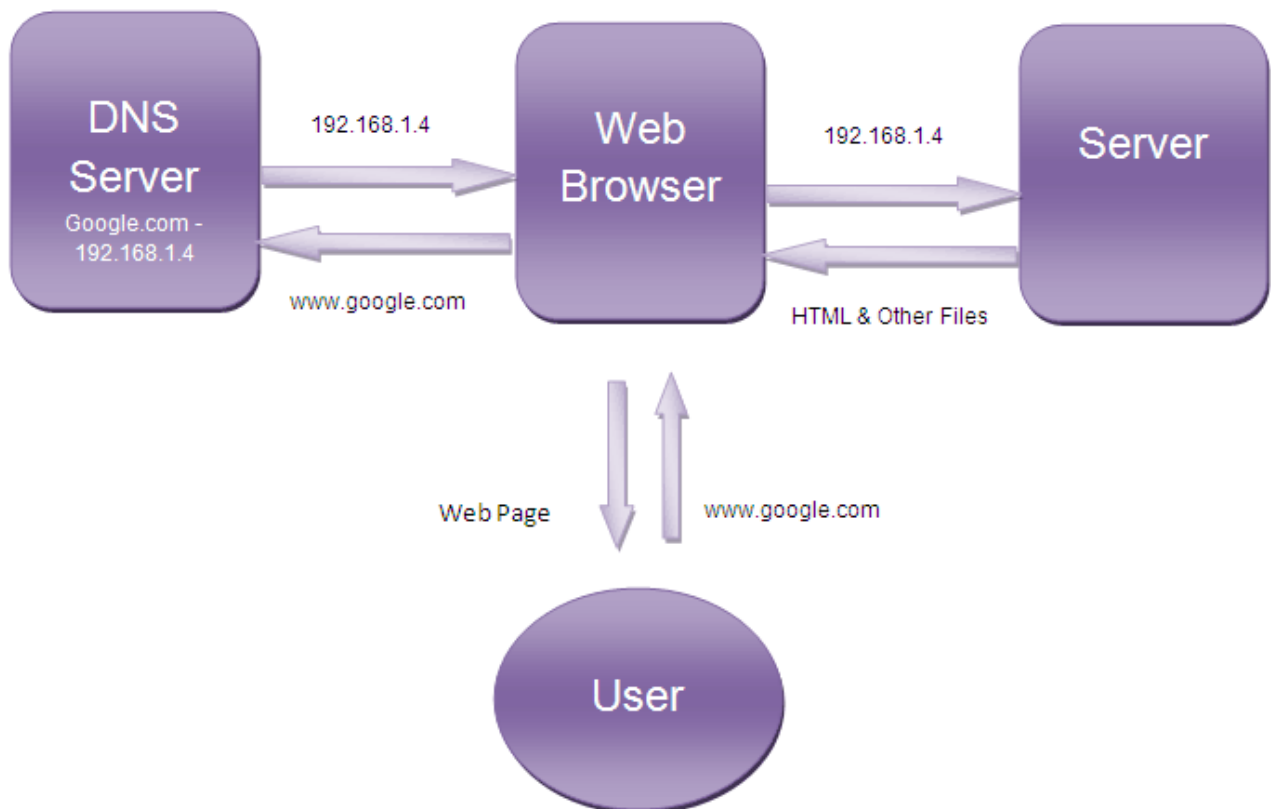 DNS
Server
Google.com -
192.168.1.4
192.168.1.4
www.google.com
Web
Browser
192.168.1.4
HTML & Other Files
Server
Web Page
www.google.com
User